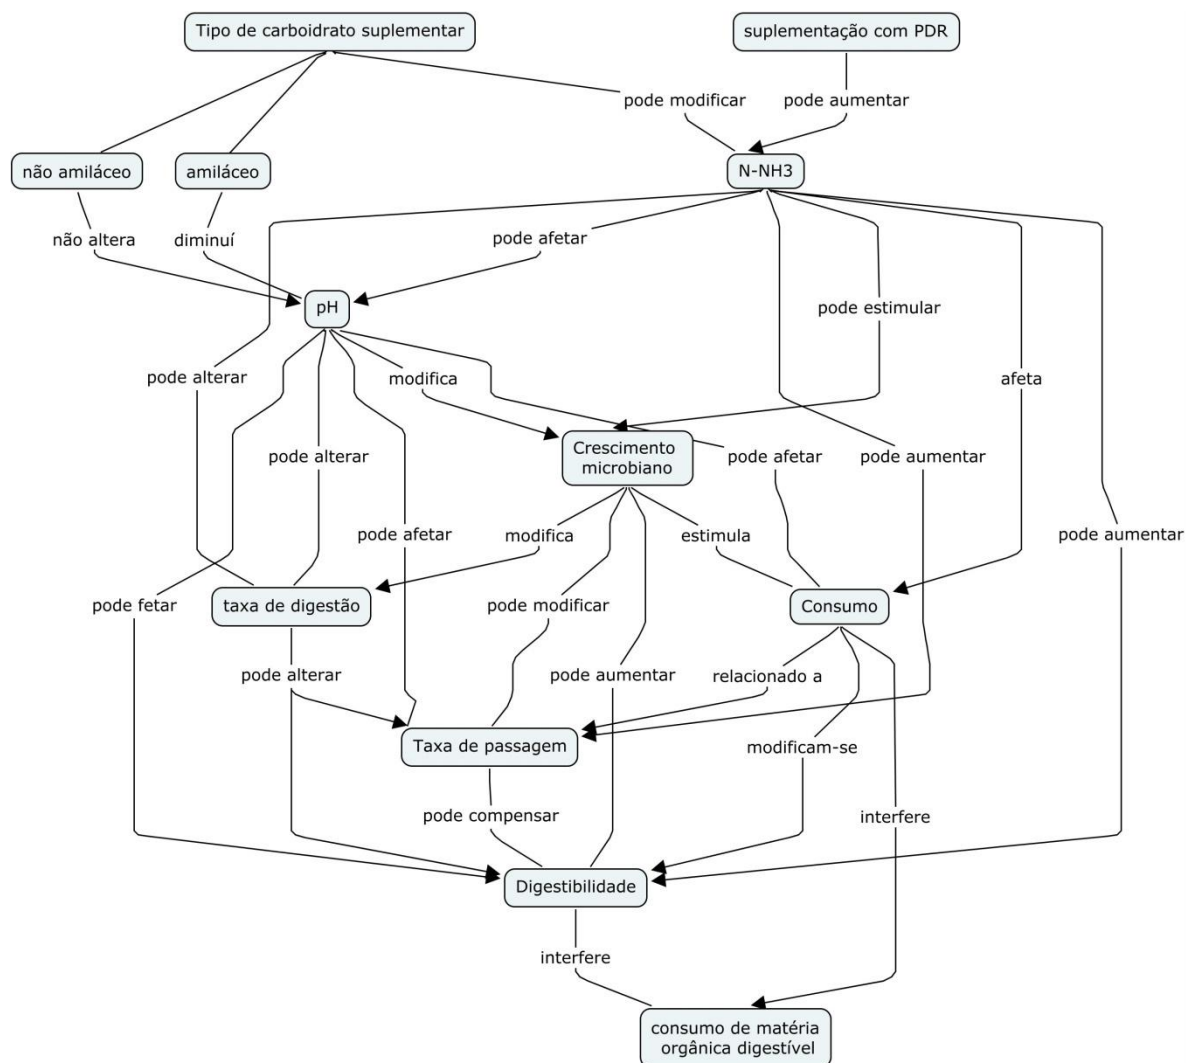 Tipo de carboidrato suplementar
suplementação com PDR
pode modificar
pode aumentar
não amiláceo
amiláceo
N-NH3
não altera
diminuí
pode afetar
pH
pode estimular
pode alterar
modifica
afeta
Crescimento
microbiano
pode alterar
pode afetar
pode aumentar
pode afetar
modifica
estimula
pode aumentar
pode fetar
taxa de digestão
pode modificar
Consumo
pode alterar
pode aumentar
relacionado a
Taxa de passagem
modificam-se
pode compensar
interfere
Digestibilidade
interfere
consumo de matéria
orgânica digestível